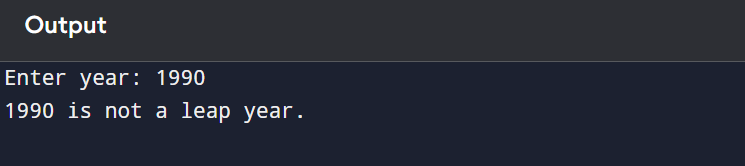 Output
Enter year: 1990
1990 is not a leap year.